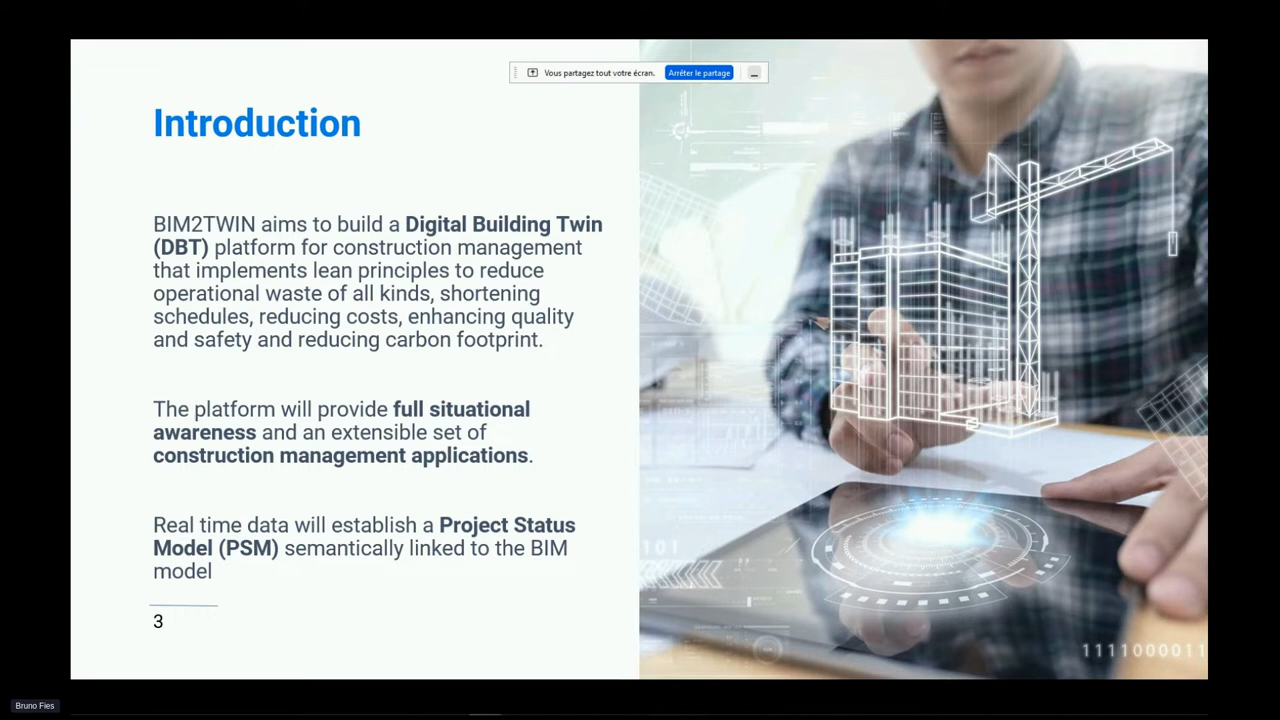 Vous partagez tout votre écran. Arrêter le partage
Introduction
BIM2TWIN aims to build a Digital Building Twin
(DBT) platform for construction management
that implements lean principles to reduce
operational waste of all kinds, shortening
schedules, reducing costs, enhancing quality
and safety and reducing carbon footprint.
The platform will provide full situational
awareness and an extensible set of
construction management applications.
Real time data will establish a Project Status
Model (PSM) semantically linked to the BIM
model
3
101
1111000011
Bruno Fies